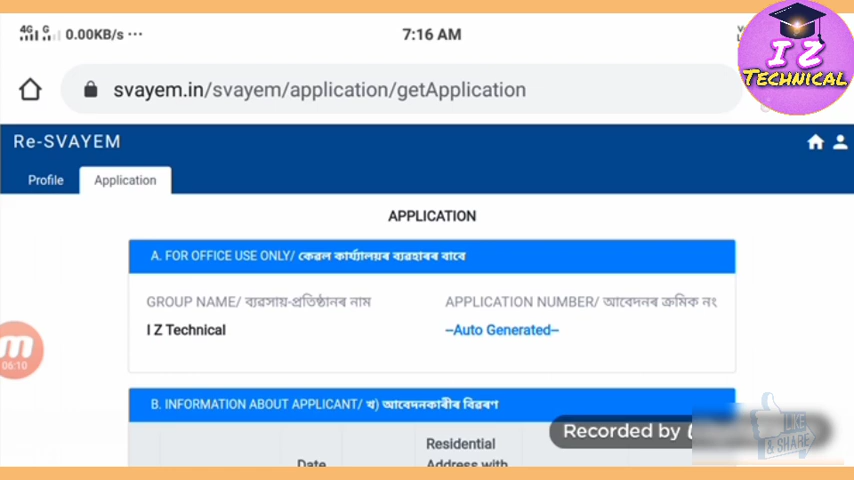 4G G 0.00KB/s ···
7:16 AM
I Z
TECHNICAL
svayem.in/svayem/application/getApplication
Re-SVAYEM
Profile
Application
APPLICATION
A. FOR OFFICE USE ONLY/ কেৱল কাৰ্য্যালয়ৰ ব্যৱহাৰৰ বাবে
GROUP NAME/ ব্যৱসায়-প্ৰতিষ্ঠানৰ নাম
APPLICATION NUMBER/ আবেদনৰ ক্ৰমিক নং
I Z Technical
--Auto Generated--
06:10
B. INFORMATION ABOUT APPLICANT/ খ) আবেদনকাৰীৰ বিৱৰণ
Recorded by
LIKE
& SHARE
Residential
Date
Address with